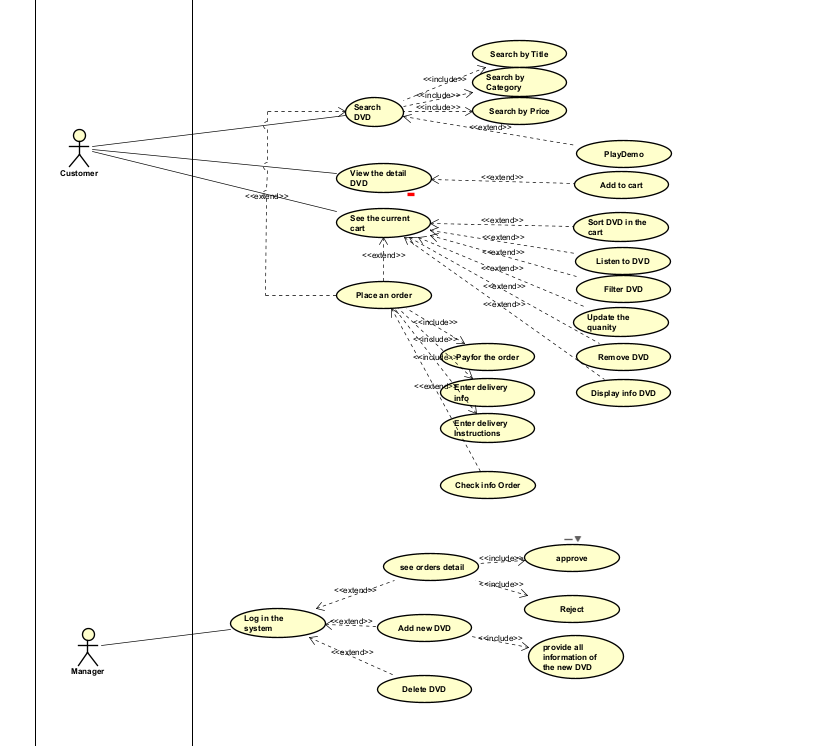 Search by Title
<<include>>
Search by
Category
<<include>>
Search
DVD
<<include>>
Search by Price
<<extend>>
PlayDemo
Customer
View the detail
DVD
<<extend>>
Add to cart
<<extend>>
See the current
cart
<<extend>>
Sort DVD in the
cart
<<extend>>
<<extend>>
Listen to DVD
<<extend>>
<<extend>>
Filter DVD
<<extend>>
Place an order
<<extend>>
Update the
quanity
<<include>>
<<include>>
<<include>>
Payfor the order
Remove DVD
<<extend>>
Enter delivery
info
Display info DVD
Enter delivery
Instructions
Check info Order
see orders detail
<<include>>
approve
<<extend>>
<<include>>
Reject
Log in the
system
<<extend>>
Add new DVD
<<include>>
provide all
information of
the new DVD
<<extend>>
Manager
Delete DVD